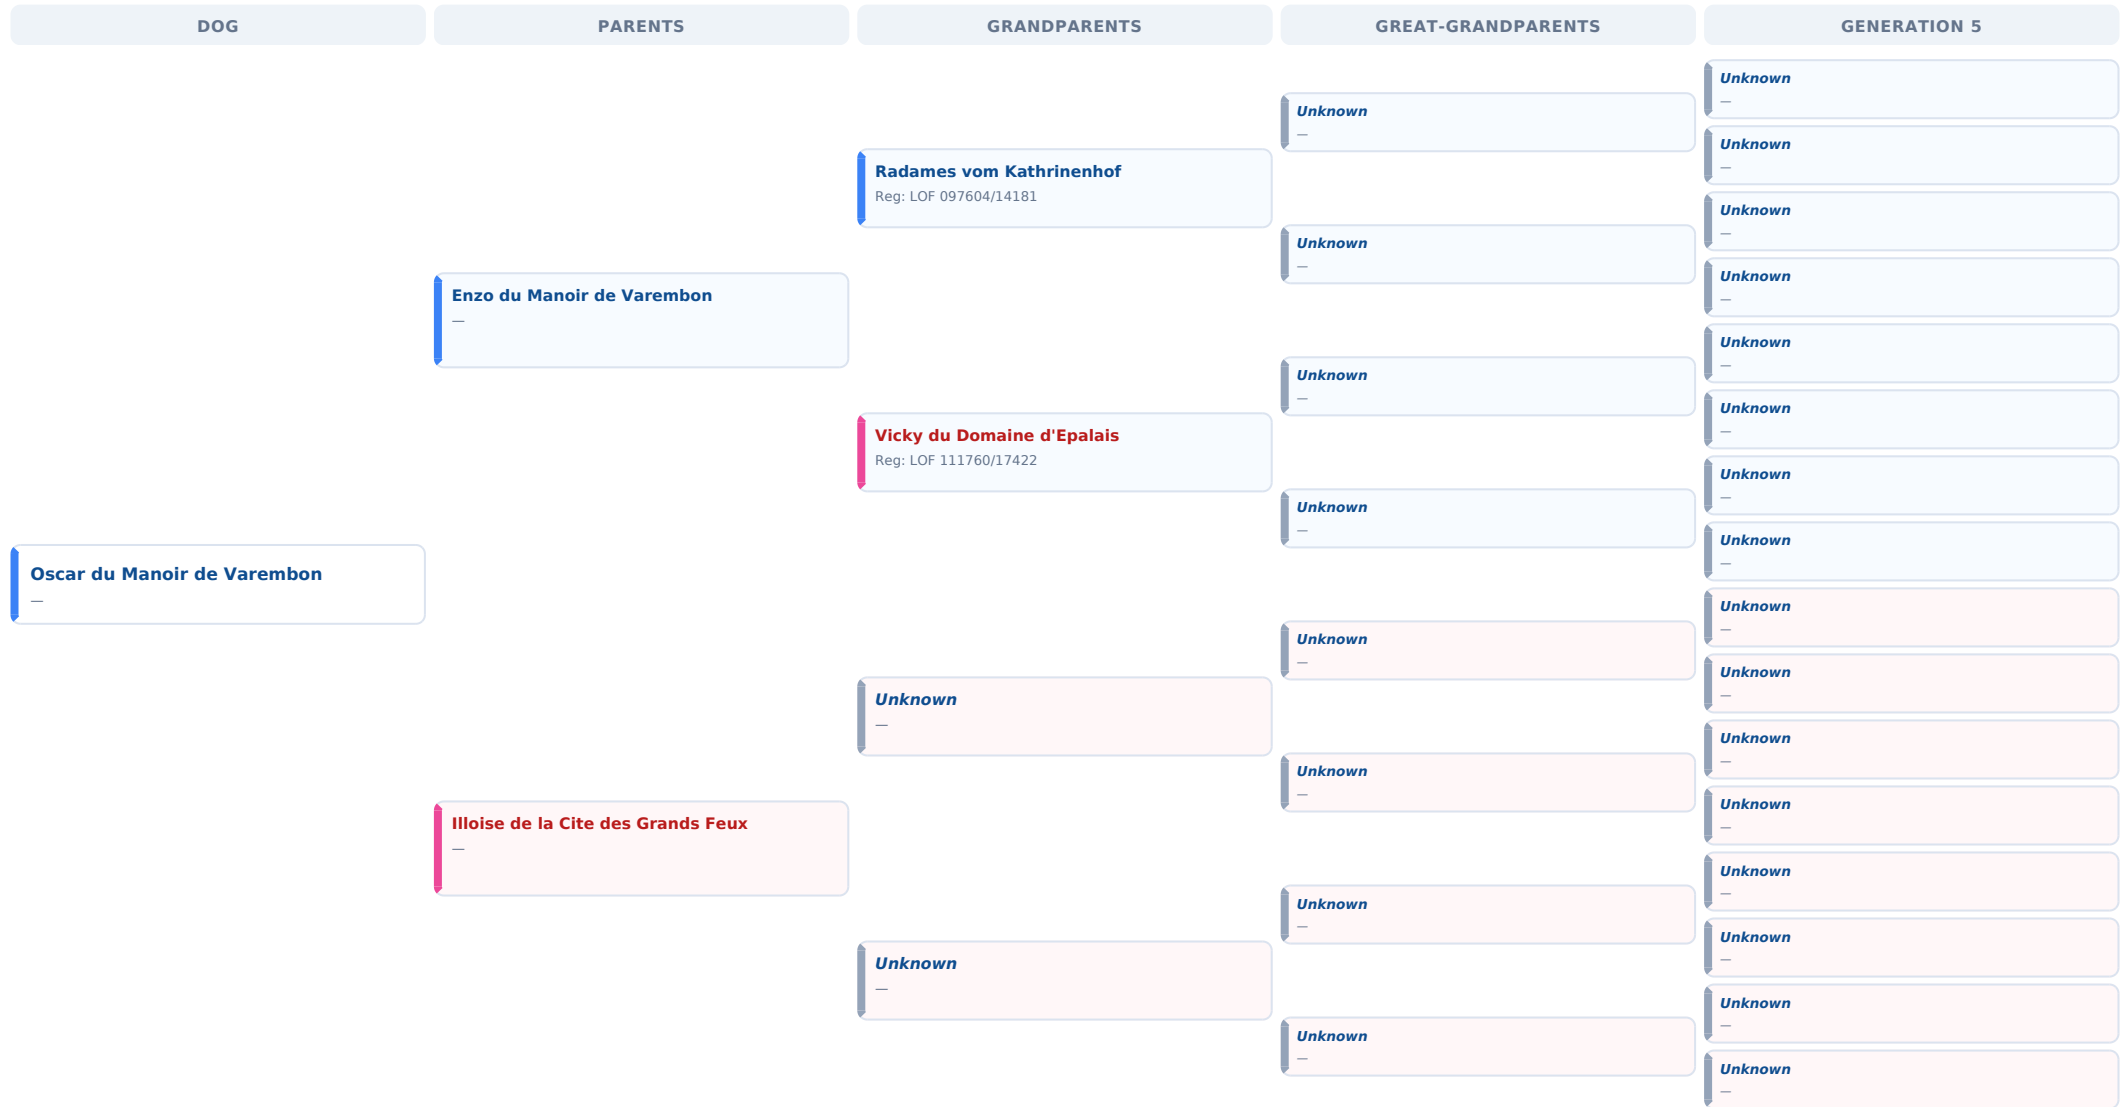 DOG
PARENTS
GRANDPARENTS
GREAT-GRANDPARENTS
GENERATION 5
Oscar du Manoir de Varembon
—
Enzo du Manoir de Varembon
—
Illoise de la Cite des Grands Feux
—
Radames vom Kathrinenhof
Reg: LOF 097604/14181
Vicky du Domaine d'Epalais
Reg: LOF 111760/17422
Unknown
—
Unknown
—
Unknown
—
Unknown
—
Unknown
—
Unknown
—
Unknown
—
Unknown
—
Unknown
—
Unknown
—
Unknown
—
Unknown
—
Unknown
—
Unknown
—
Unknown
—
Unknown
—
Unknown
—
Unknown
—
Unknown
—
Unknown
—
Unknown
—
Unknown
—
Unknown
—
Unknown
—
Unknown
—
Unknown
—